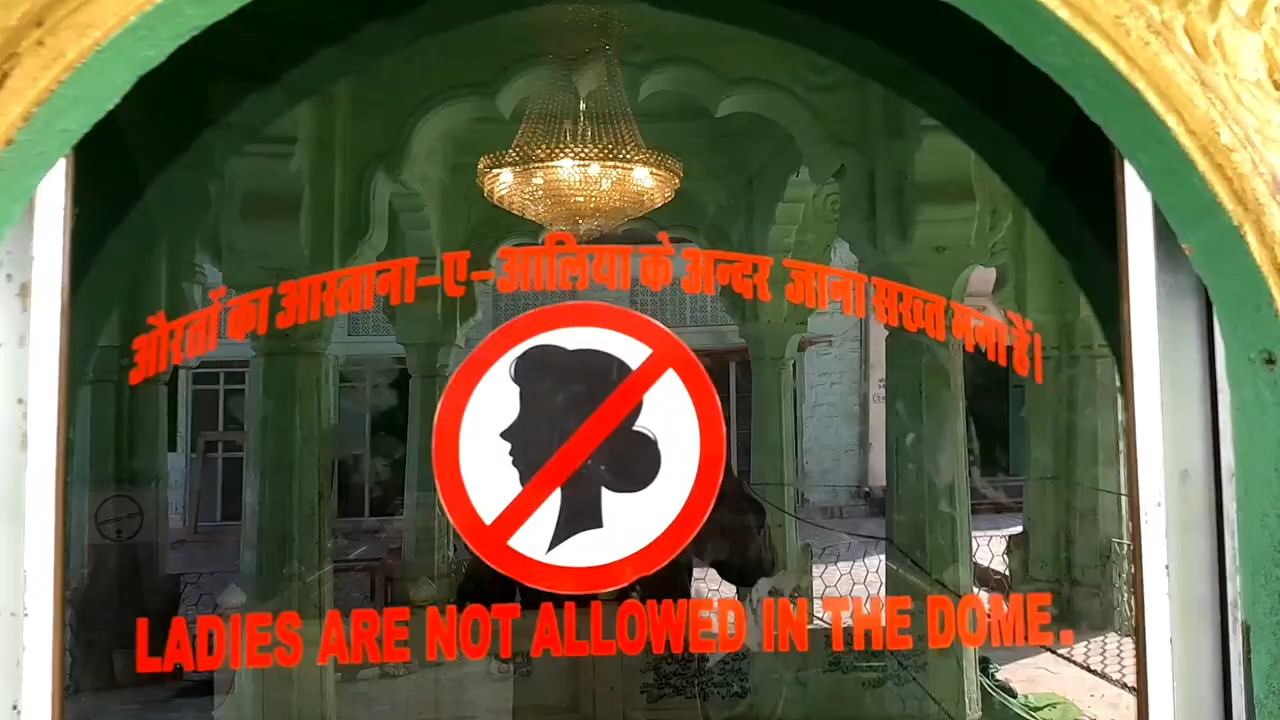 औरतों का आस्ताना-ए-आलिया के अन्दर जाना सख्त मना हैं।
LADIES ARE NOT ALLOWED IN THE DOME.